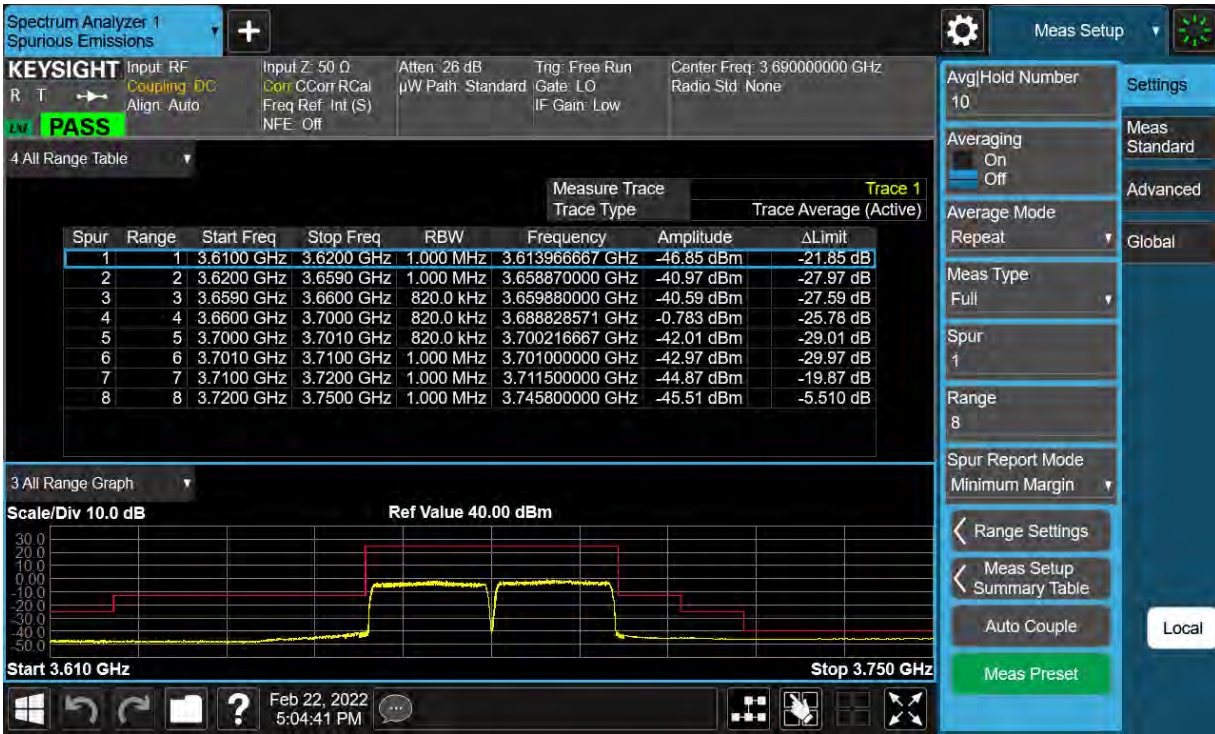 Spectrum Analyzer 1
Spurious Emissions
+
Meas Setup
KEYSIGHT Input: RF Input Z: 50 Ω Atten: 26 dB Trig: Free Run Center Freq: 3.690000000 GHz
R T Coupling: DC Corr CCorr RCal µW Path: Standard Gate: LO Radio Std: None
Align: Auto Freq Ref: Int (S) IF Gain: Low
NFE: Off
PASS
4 All Range Table
Measure Trace Trace 1
Trace Type Trace Average (Active)
Spur Range Start Freq Stop Freq RBW Frequency Amplitude ΔLimit
1 1 3.6100 GHz 3.6200 GHz 1.000 MHz 3.613966667 GHz -46.85 dBm -21.85 dB
2 2 3.6200 GHz 3.6590 GHz 1.000 MHz 3.658870000 GHz -40.97 dBm -27.97 dB
3 3 3.6590 GHz 3.6600 GHz 820.0 kHz 3.659880000 GHz -40.59 dBm -27.59 dB
4 4 3.6600 GHz 3.7000 GHz 820.0 kHz 3.688828571 GHz -0.783 dBm -25.78 dB
5 5 3.7000 GHz 3.7010 GHz 820.0 kHz 3.700216667 GHz -42.01 dBm -29.01 dB
6 6 3.7010 GHz 3.7100 GHz 1.000 MHz 3.701000000 GHz -42.97 dBm -29.97 dB
7 7 3.7100 GHz 3.7200 GHz 1.000 MHz 3.711500000 GHz -44.87 dBm -19.87 dB
8 8 3.7200 GHz 3.7500 GHz 1.000 MHz 3.745800000 GHz -45.51 dBm -5.510 dB
3 All Range Graph
Scale/Div 10.0 dB Ref Value 40.00 dBm
30.0
20.0
10.0
0.00
-10.0
-20.0
-30.0
-40.0
-50.0
Start 3.610 GHz Stop 3.750 GHz
?
Feb 22, 2022
5:04:41 PM
Avg|Hold Number
10
Averaging
On
Off
Average Mode
Repeat
Meas Type
Full
Spur
1
Range
8
Spur Report Mode
Minimum Margin
Range Settings
Meas Setup
Summary Table
Auto Couple
Meas Preset
Settings
Meas
Standard
Advanced
Global
Local